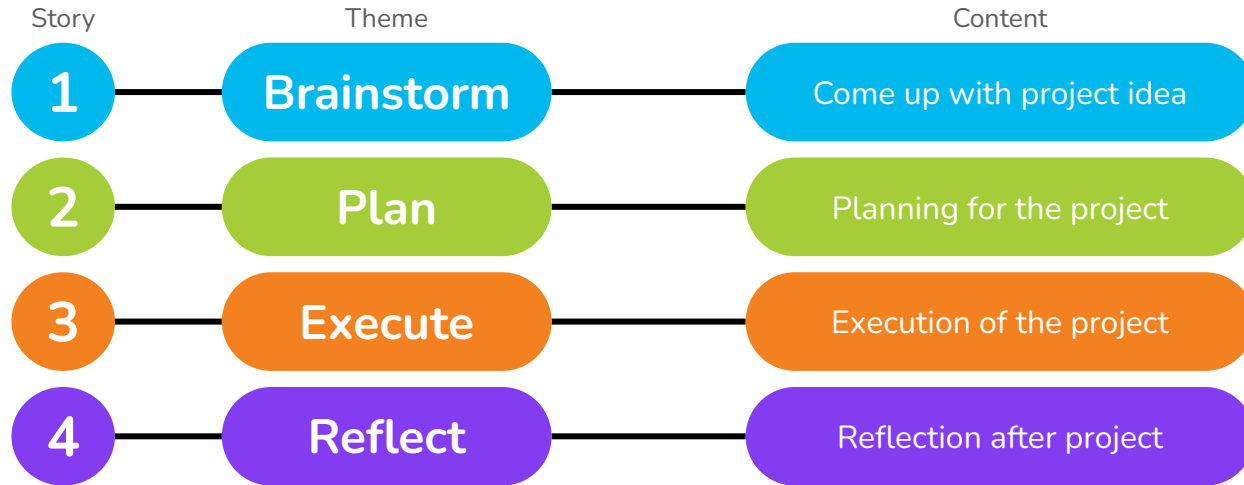 Story Theme Content
1 Brainstorm Come up with project idea
2 Plan Planning for the project
3 Execute Execution of the project
4 Reflect Reflection after project